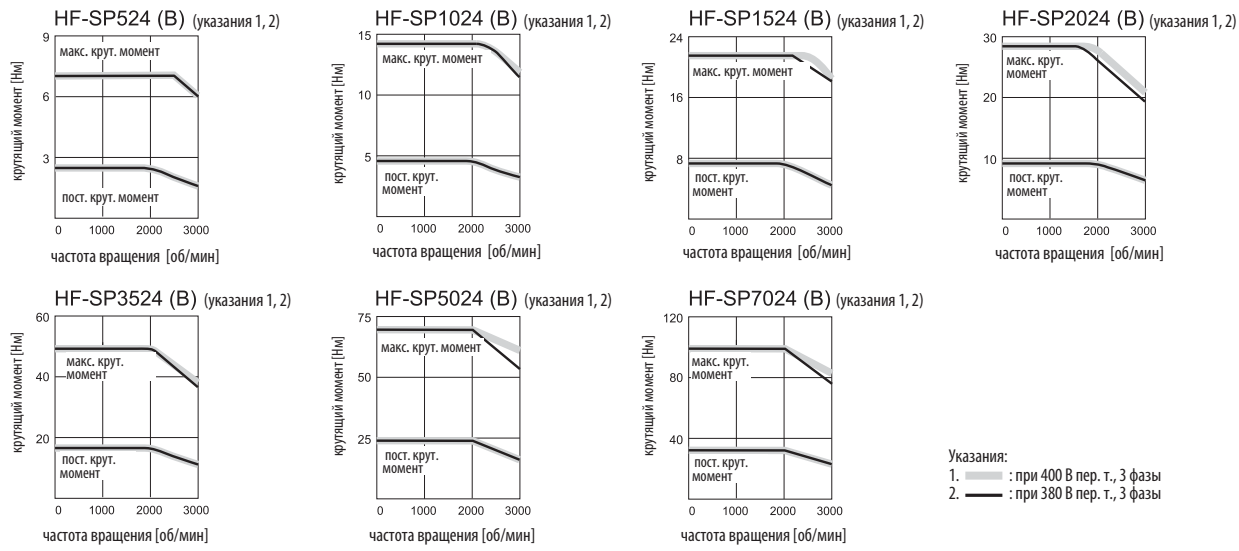 HF-SP524 (B) (указания 1, 2)
крутящий момент [Нм]
9
6
3
макс. крут. момент
пост. крут. момент
0 1000 2000 3000
частота вращения [об/мин]
HF-SP1024 (B) (указания 1, 2)
крутящий момент [Нм]
15
10
5
макс. крут. момент
пост. крут.
момент
0 1000 2000 3000
частота вращения [об/мин]
HF-SP1524 (B) (указания 1, 2)
крутящий момент [Нм]
24
16
8
макс. крут. момент
пост. крут.
момент
0 1000 2000 3000
частота вращения [об/мин]
HF-SP2024 (B) (указания 1, 2)
крутящий момент [Нм]
30
20
10
макс. крут.
момент
пост. крут.
момент
0 1000 2000 3000
частота вращения [об/мин]
HF-SP3524 (B) (указания 1, 2)
крутящий момент [Нм]
60
40
20
макс. крут.
момент
пост. крут.
момент
0 1000 2000 3000
частота вращения [об/мин]
HF-SP5024 (B) (указания 1, 2)
крутящий момент [Нм]
75
50
25
макс. крут. момент
пост. крут.
момент
0 1000 2000 3000
частота вращения [об/мин]
HF-SP7024 (B) (указания 1, 2)
крутящий момент [Нм]
120
80
40
макс. крут.
момент
пост. крут.
момент
0 1000 2000 3000
частота вращения [об/мин]
Указания:
1. : при 400 В пер. т., 3 фазы
2. : при 380 В пер. т., 3 фазы